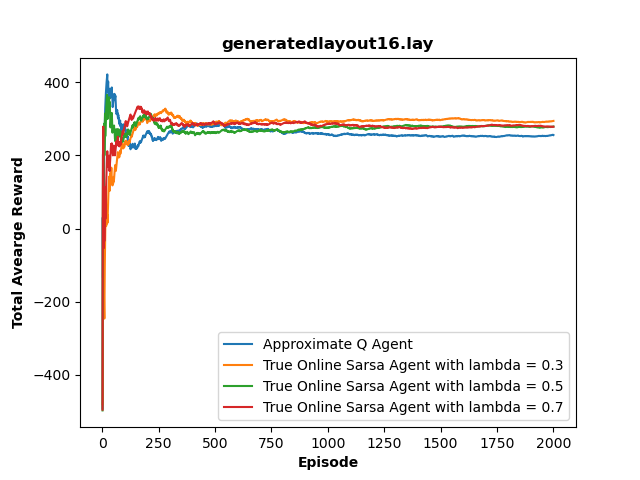 generatedlayout16.lay
Total Avearge Reward
400
200
0
−200
−400
Approximate Q Agent
True Online Sarsa Agent with lambda = 0.3
True Online Sarsa Agent with lambda = 0.5
True Online Sarsa Agent with lambda = 0.7
0 250 500 750 1000 1250 1500 1750 2000
Episode